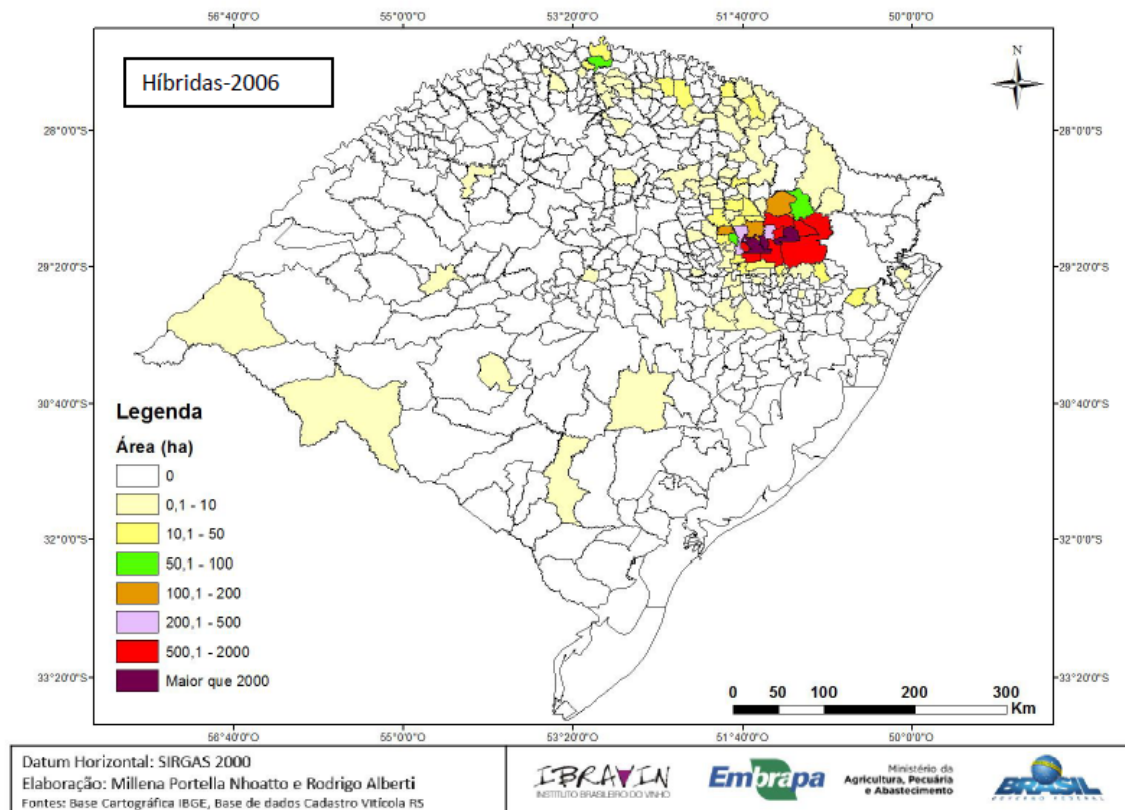 56°40'0"W
55°0'0"W
53°20'0"W
51°40'0"W
50°0'0"W
Híbridas-2006
N
28°0'0"S
28°0'0"S
29°20'0"S
29°20'0"S
30°40'0"S
30°40'0"S
32°0'0"S
32°0'0"S
33°20'0"S
33°20'0"S
Legenda
Área (ha)
0
0,1 - 10
10,1 - 50
50,1 - 100
100,1 - 200
200,1 - 500
500,1 - 2000
Maior que 2000
0 50 100 200 300
Km
56°40'0"W
55°0'0"W
53°20'0"W
51°40'0"W
50°0'0"W
Datum Horizontal: SIRGAS 2000
Elaboração: Millena Portella Nhoatto e Rodrigo Alberti
Fontes: Base Cartográfica IBGE, Base de dados Cadastro Vitícola RS
IBRAVIN
INSTITUTO BRASILEIRO DO VINHO
Embrapa
Ministério da
Agricultura, Pecuária
e Abastecimento
BRASIL
GOVERNO FEDERAL